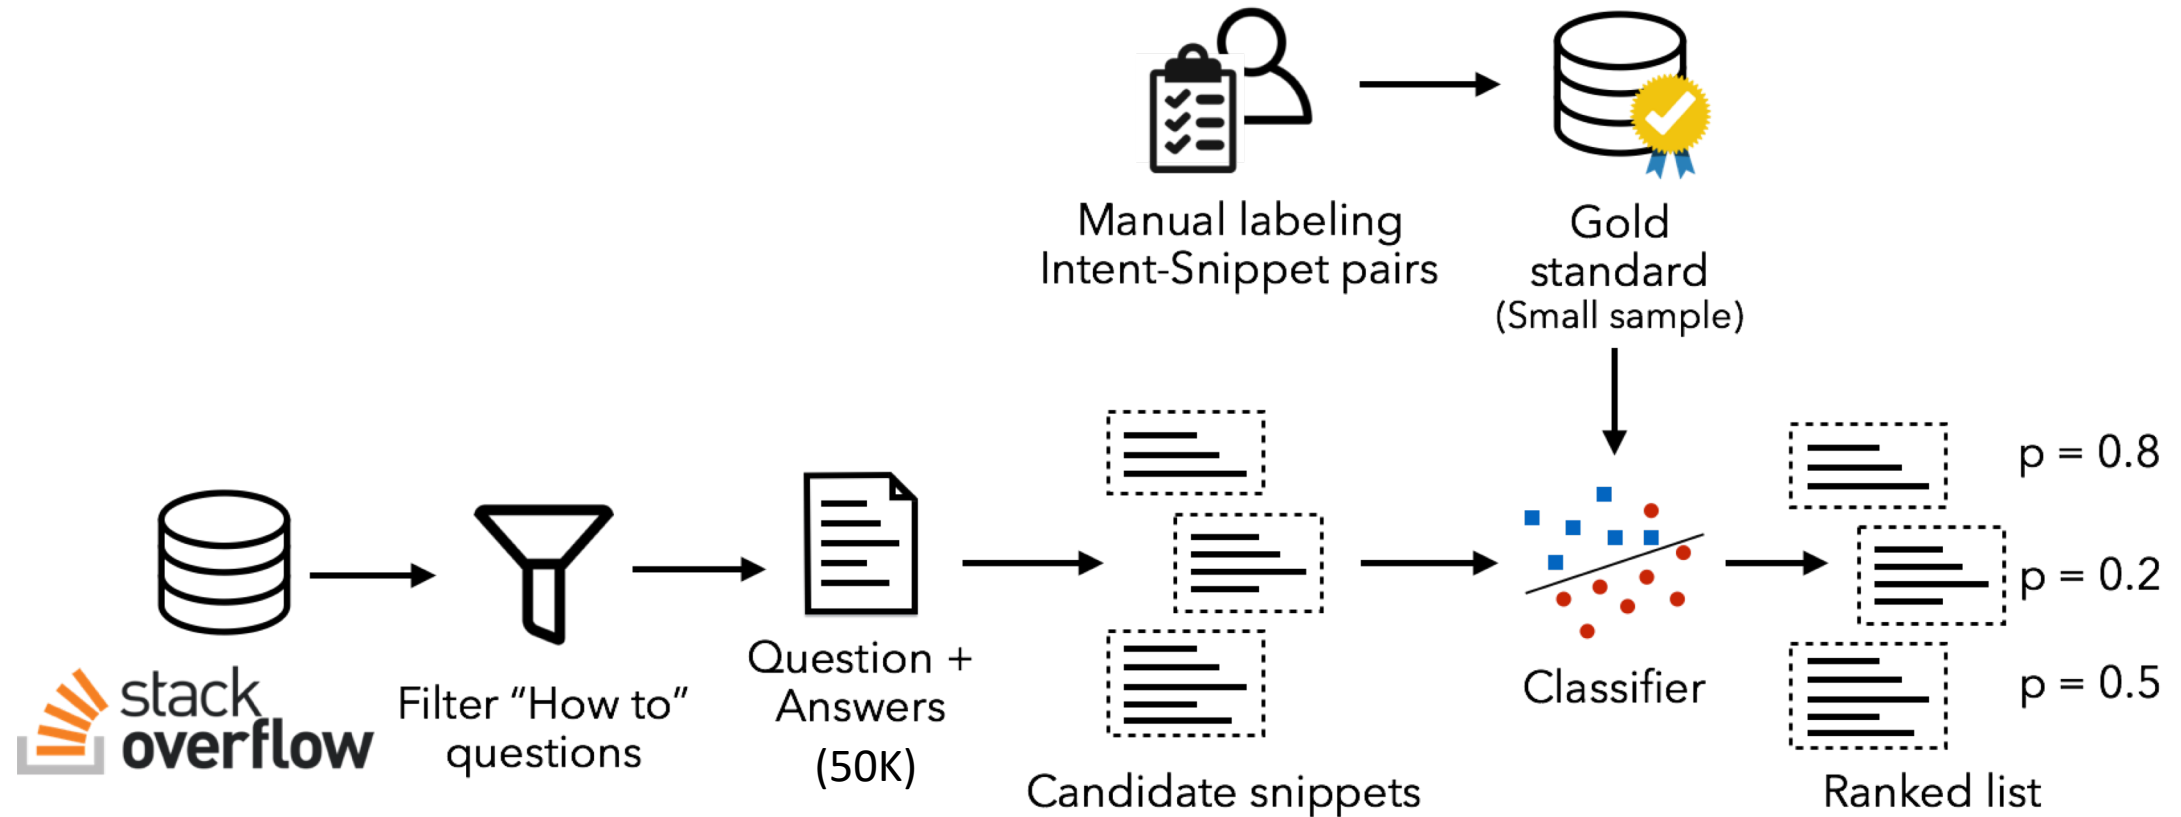 Manual labeling
Intent-Snippet pairs
Gold
standard
(Small sample)
stack
overflow
Filter “How to”
questions
Question +
Answers
(50K)
Candidate snippets
Classifier
p = 0.8
p = 0.2
p = 0.5
Ranked list